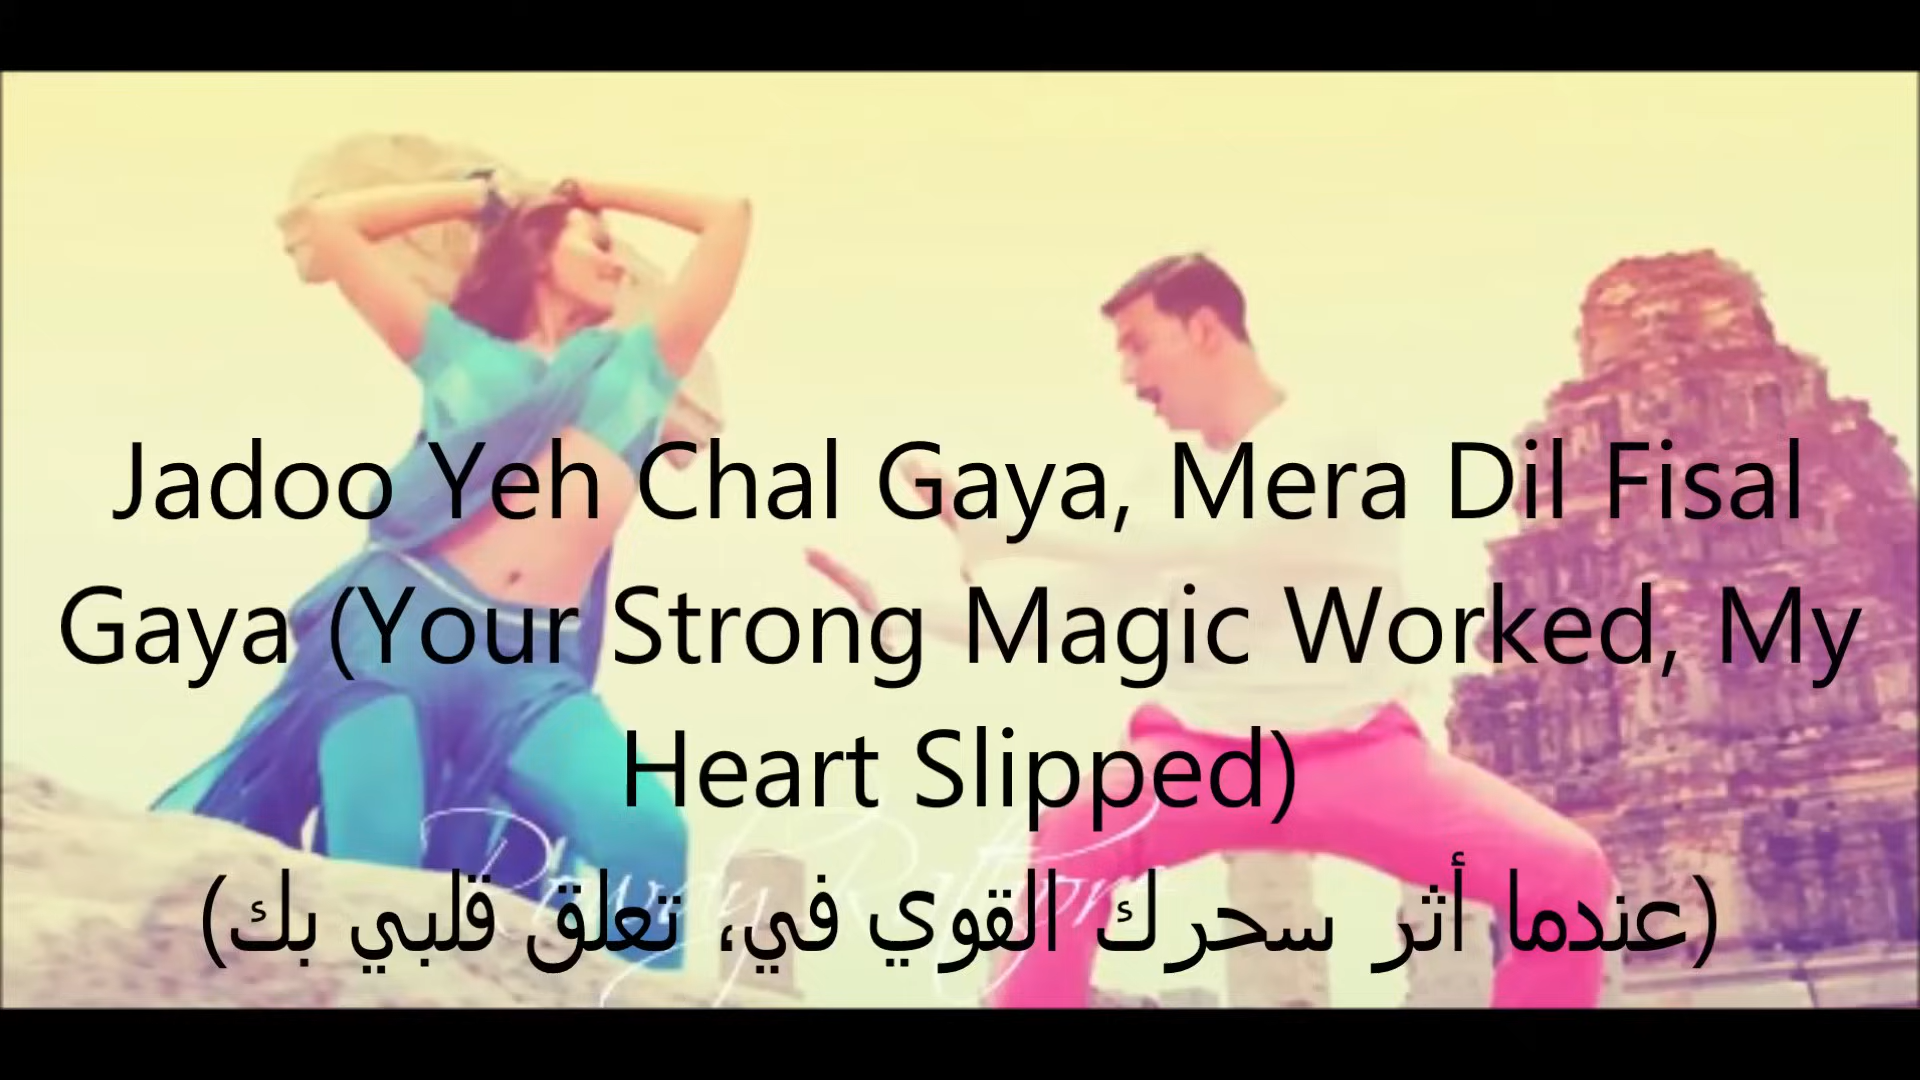 Jadoo Yeh Chal Gaya, Mera Dil Fisal
Gaya (Your Strong Magic Worked, My
Heart Slipped)
(عندما أثر سحرك القوي في، تعلق قلبي بك)